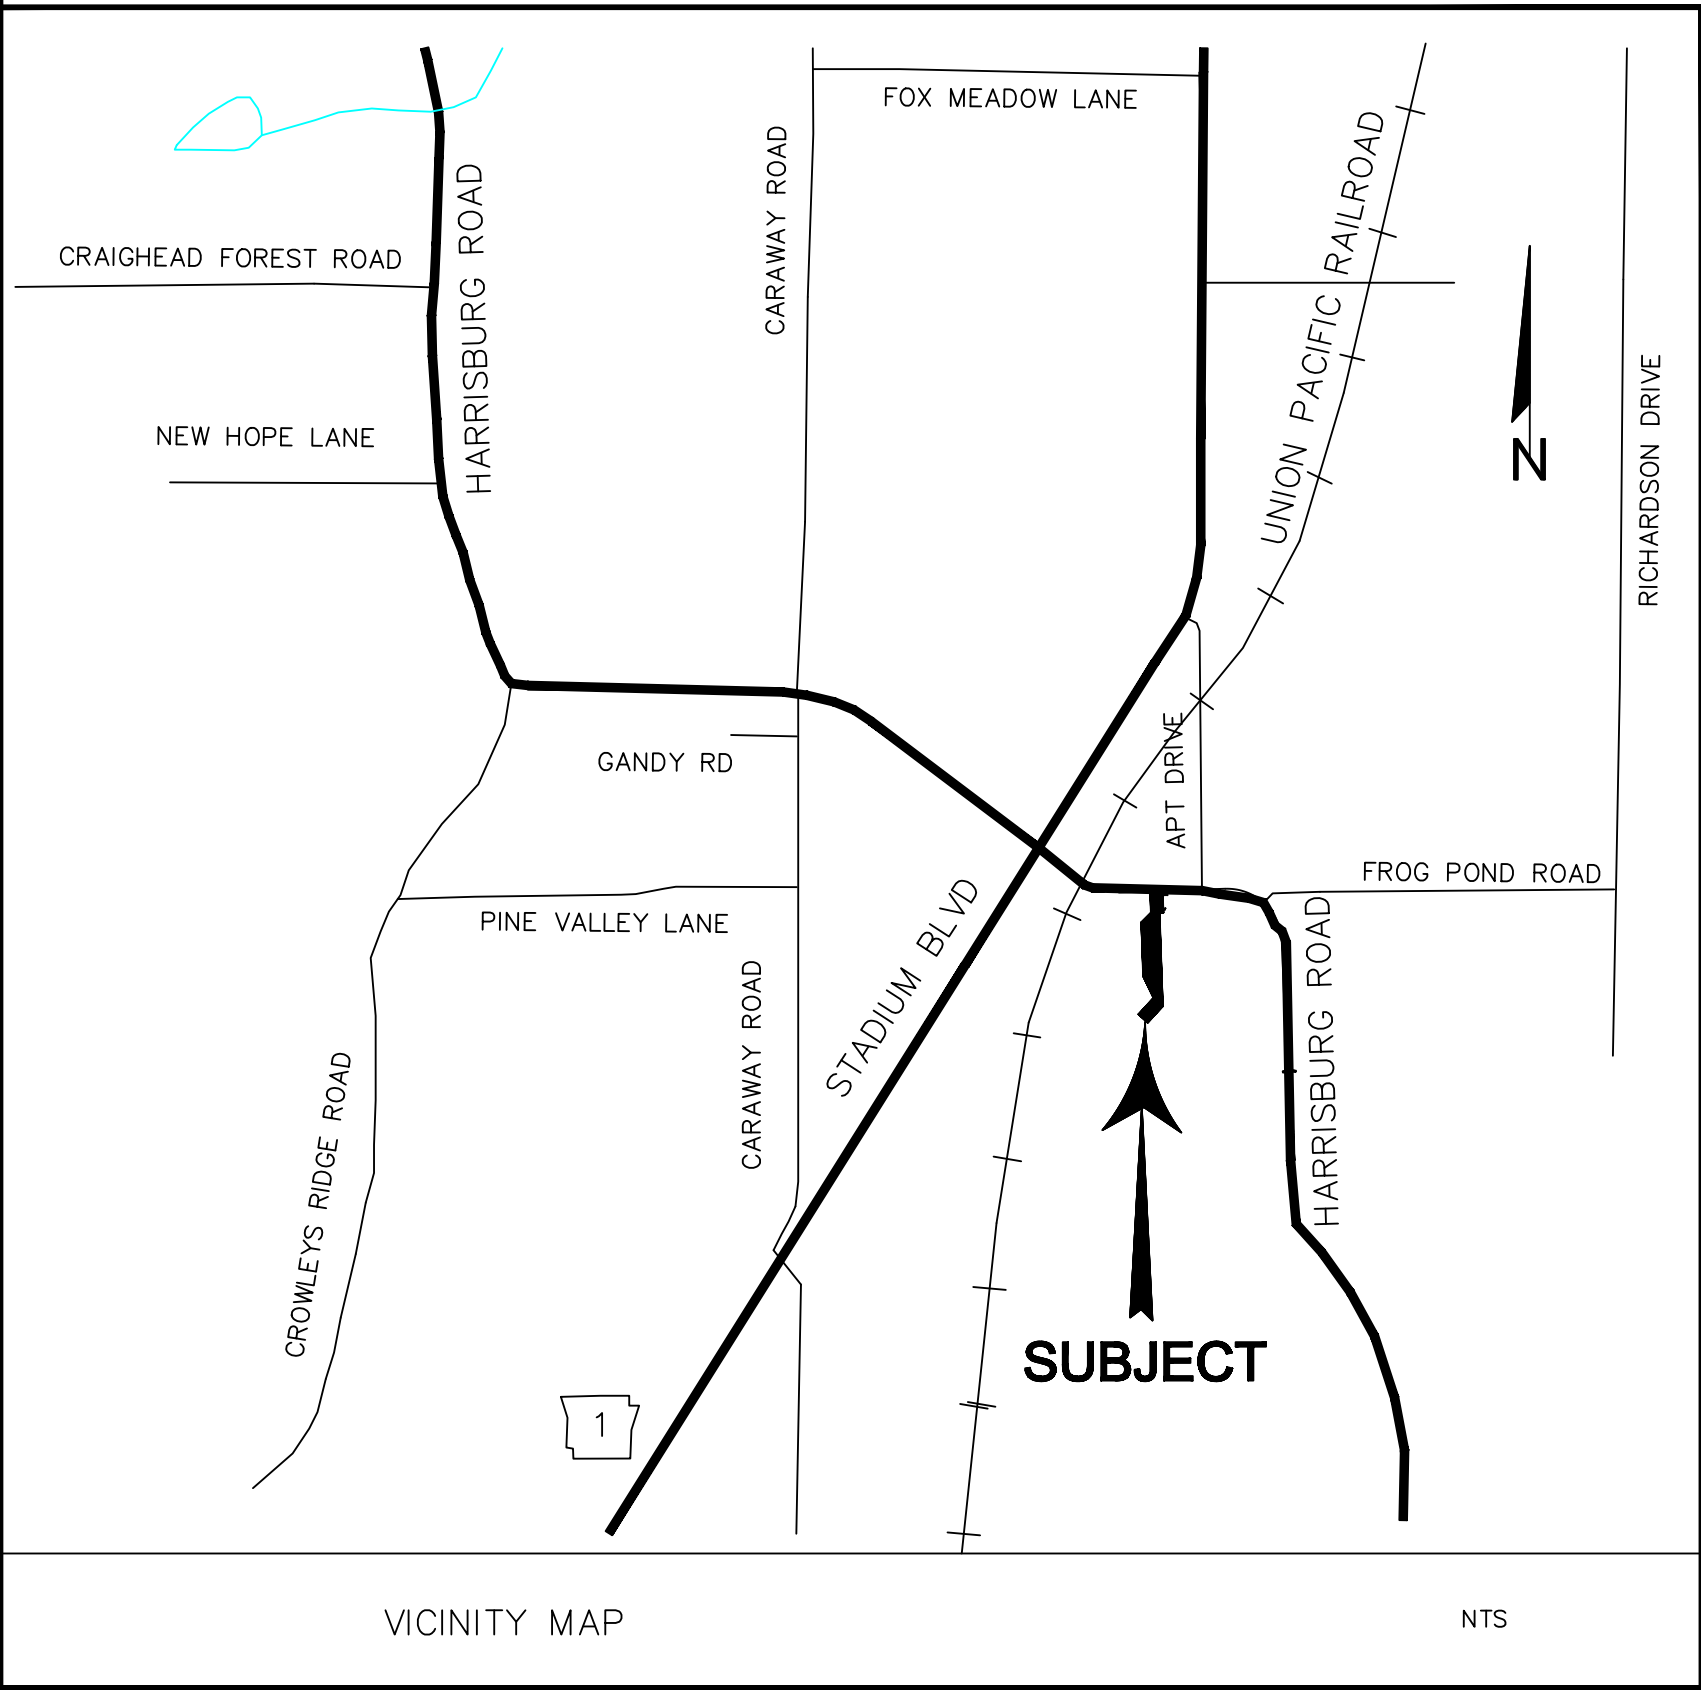 FOX MEADOW LANE
CARAWAY ROAD
UNION PACIFIC RAILROAD
HARRISBURG ROAD
CRAIGHEAD FOREST ROAD
RICHARDSON DRIVE
NEW HOPE LANE
N
APT DRIVE
GANDY RD
FROG POND ROAD
PINE VALLEY LANE
STADIUM BLVD
HARRISBURG ROAD
CARAWAY ROAD
CROWLEYS RIDGE ROAD
SUBJECT
1
VICINITY MAP
NTS